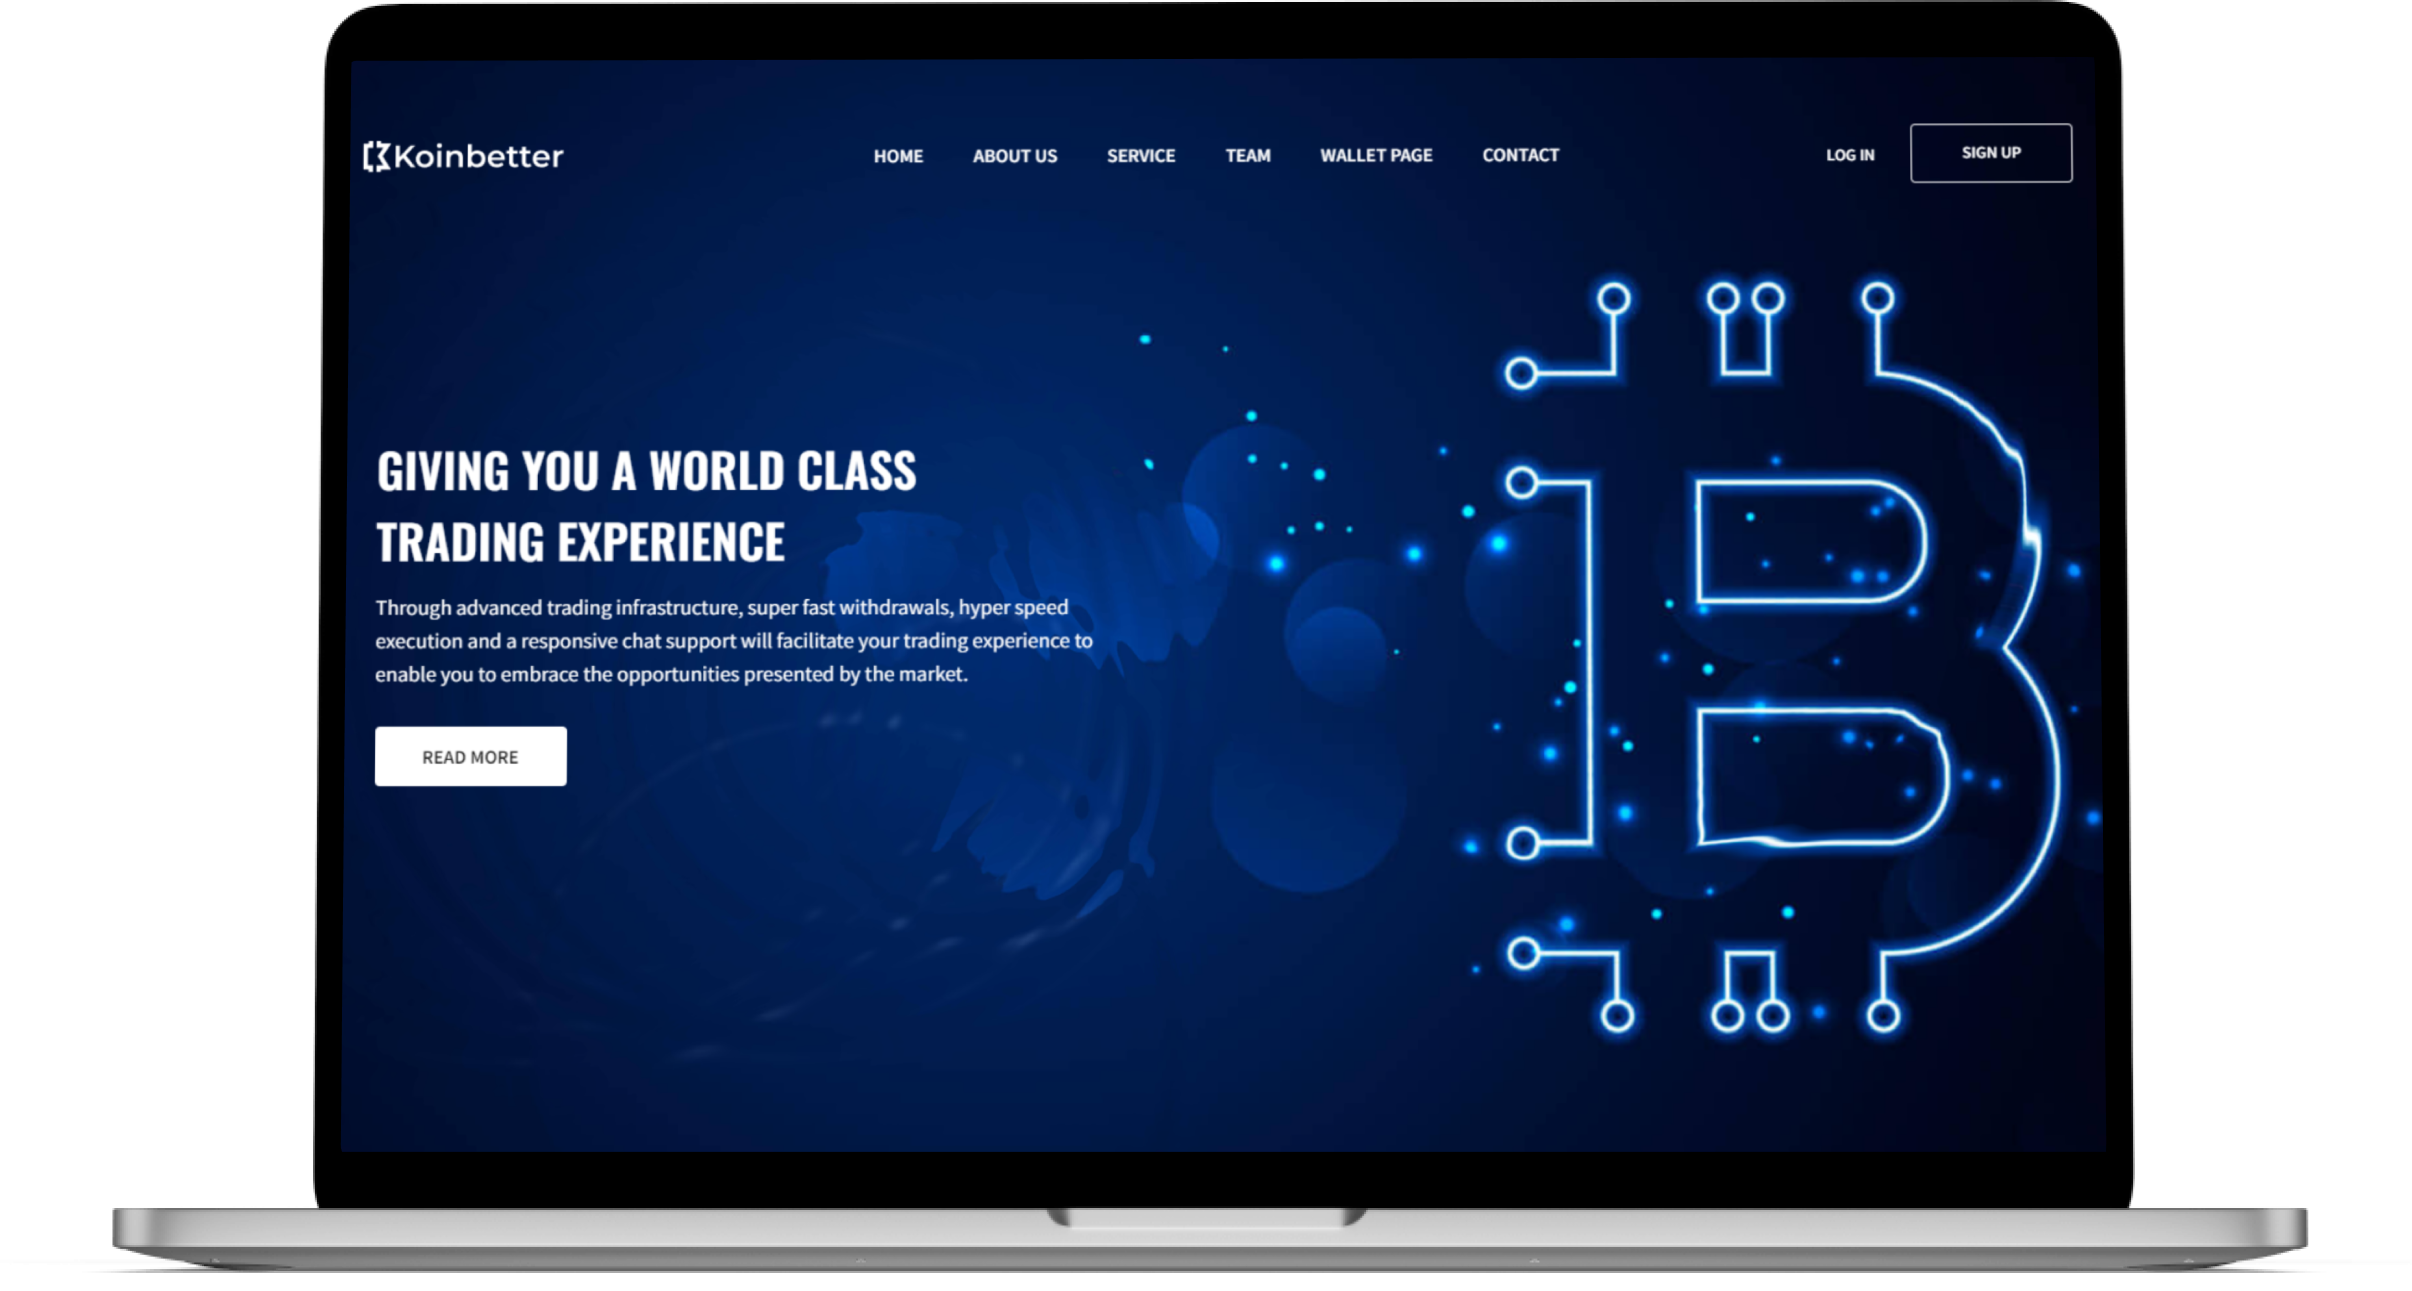 Koinbetter
HOME ABOUT US SERVICE TEAM WALLET PAGE CONTACT LOG IN SIGN UP
GIVING YOU A WORLD CLASS
TRADING EXPERIENCE
Through advanced trading infrastructure, super fast withdrawals, hyper speed
execution and a responsive chat support will facilitate your trading experience to
enable you to embrace the opportunities presented by the market.
READ MORE